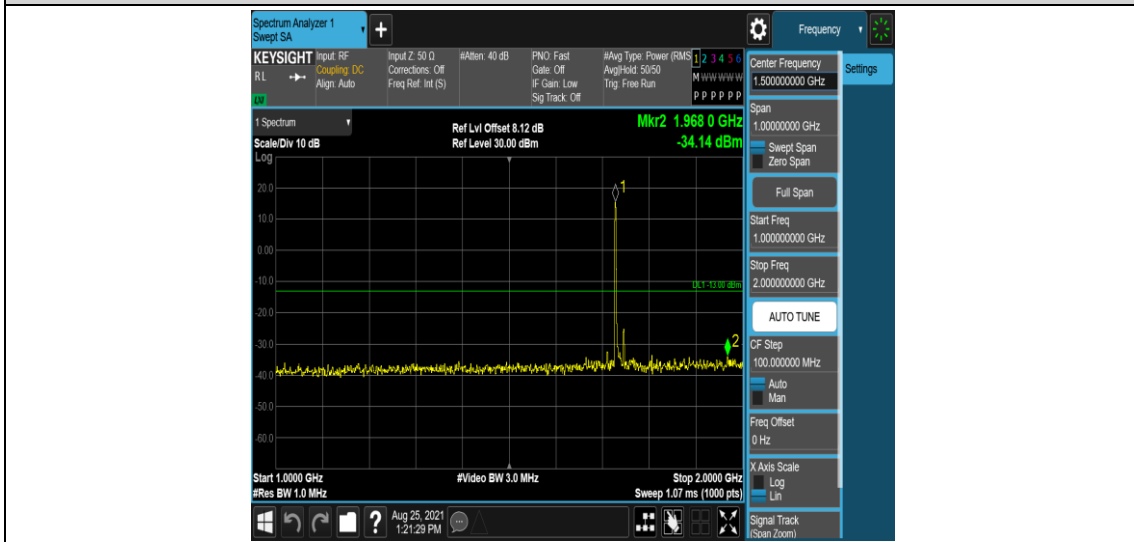 Spectrum Analyzer 1
Swept SA
+
Frequency
KEYSIGHT
RL
LXI
Input: RF
Coupling: DC
Align: Auto
Input Z: 50 Ω
Corrections: Off
Freq Ref: Int (S)
#Atten: 40 dB
PNO: Fast
Gate: Off
IF Gain: Low
Sig Track: Off
#Avg Type: Power (RMS
Avg|Hold: 50/50
Trig: Free Run
1 2 3 4 5 6
M W W W W W
P P P P P P
1 Spectrum
Scale/Div 10 dB
Log
Ref Lvl Offset 8.12 dB
Ref Level 30.00 dBm
Mkr2 1.968 0 GHz
-34.14 dBm
20.0
10.0
0.00
-10.0
-20.0
-30.0
-40.0
-50.0
-60.0
1
DL1 -13.00 dBm
2
Start 1.0000 GHz
#Res BW 1.0 MHz
#Video BW 3.0 MHz
Stop 2.0000 GHz
Sweep 1.07 ms (1000 pts)
Center Frequency
1.500000000 GHz
Settings
Span
1.00000000 GHz
Swept Span
Zero Span
Full Span
Start Freq
1.000000000 GHz
Stop Freq
2.000000000 GHz
AUTO TUNE
CF Step
100.000000 MHz
Auto
Man
Freq Offset
0 Hz
X Axis Scale
Log
Lin
Signal Track
(Span Zoom)
?
Aug 25, 2021
1:21:29 PM